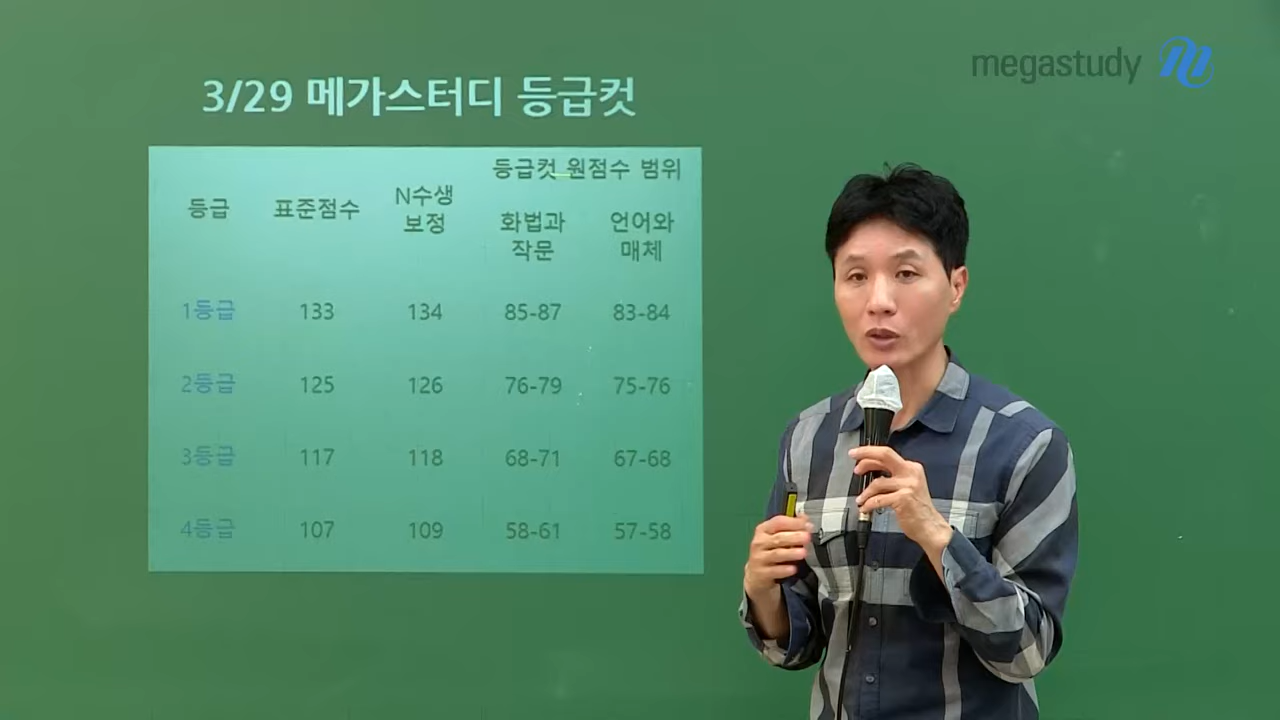 megastudy
3/29 메가스터디 등급컷
등급 표준점수 N수생 보정 등급컷 원점수 범위
화법과 작문 언어와 매체
1등급 133 134 85-87 83-84
2등급 125 126 76-79 75-76
3등급 117 118 68-71 67-68
4등급 107 109 58-61 57-58